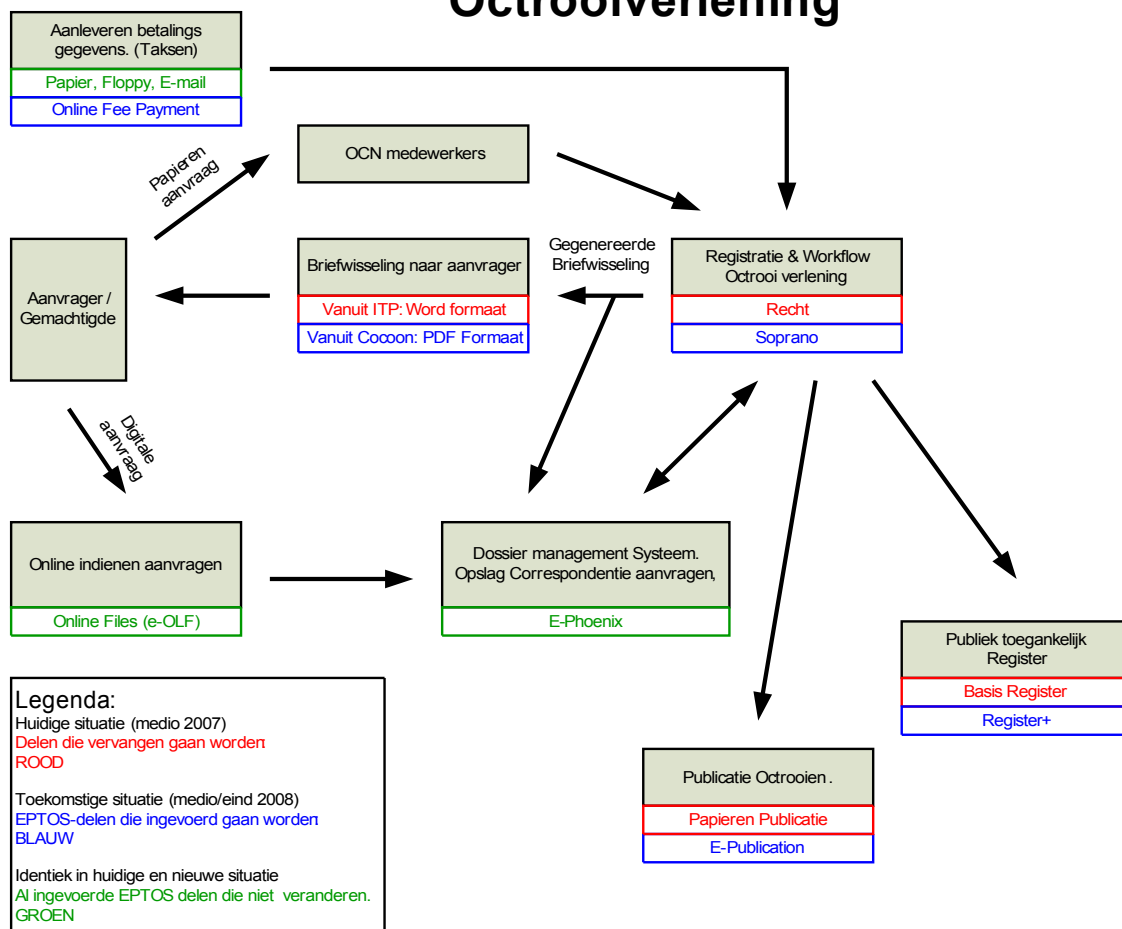 Octrooiverlening
Aanleveren betalings
gegevens. (Taksen)
Papier, Floppy, E-mail
Online Fee Payment
Papieren
aanvraag
OCN medewerkers
Aanvrager /
Gemachtigde
Briefwisseling naar aanvrager
Vanuit ITP: Word formaat
Vanuit Cocoon: PDF Formaat
Gegenereerde
Briefwisseling
Registratie & Workflow
Octrooi verlening
Recht
Soprano
Digitale
aanvraag
Online indienen aanvragen
Online Files (e-OLF)
Dossier management Systeem.
Opslag Correspondentie aanvragen,
E-Phoenix
Publiek toegankelijk
Register
Basis Register
Register+
Publicatie Octrooien .
Papieren Publicatie
E-Publication
Legenda:
Huidige situatie (medio 2007)
Delen die vervangen gaan worden:
ROOD
Toekomstige situatie (medio/eind 2008)
EPTOS-delen die ingevoerd gaan worden:
BLAUW
Identiek in huidige en nieuwe situatie
Al ingevoerde EPTOS delen die niet veranderen.
GROEN